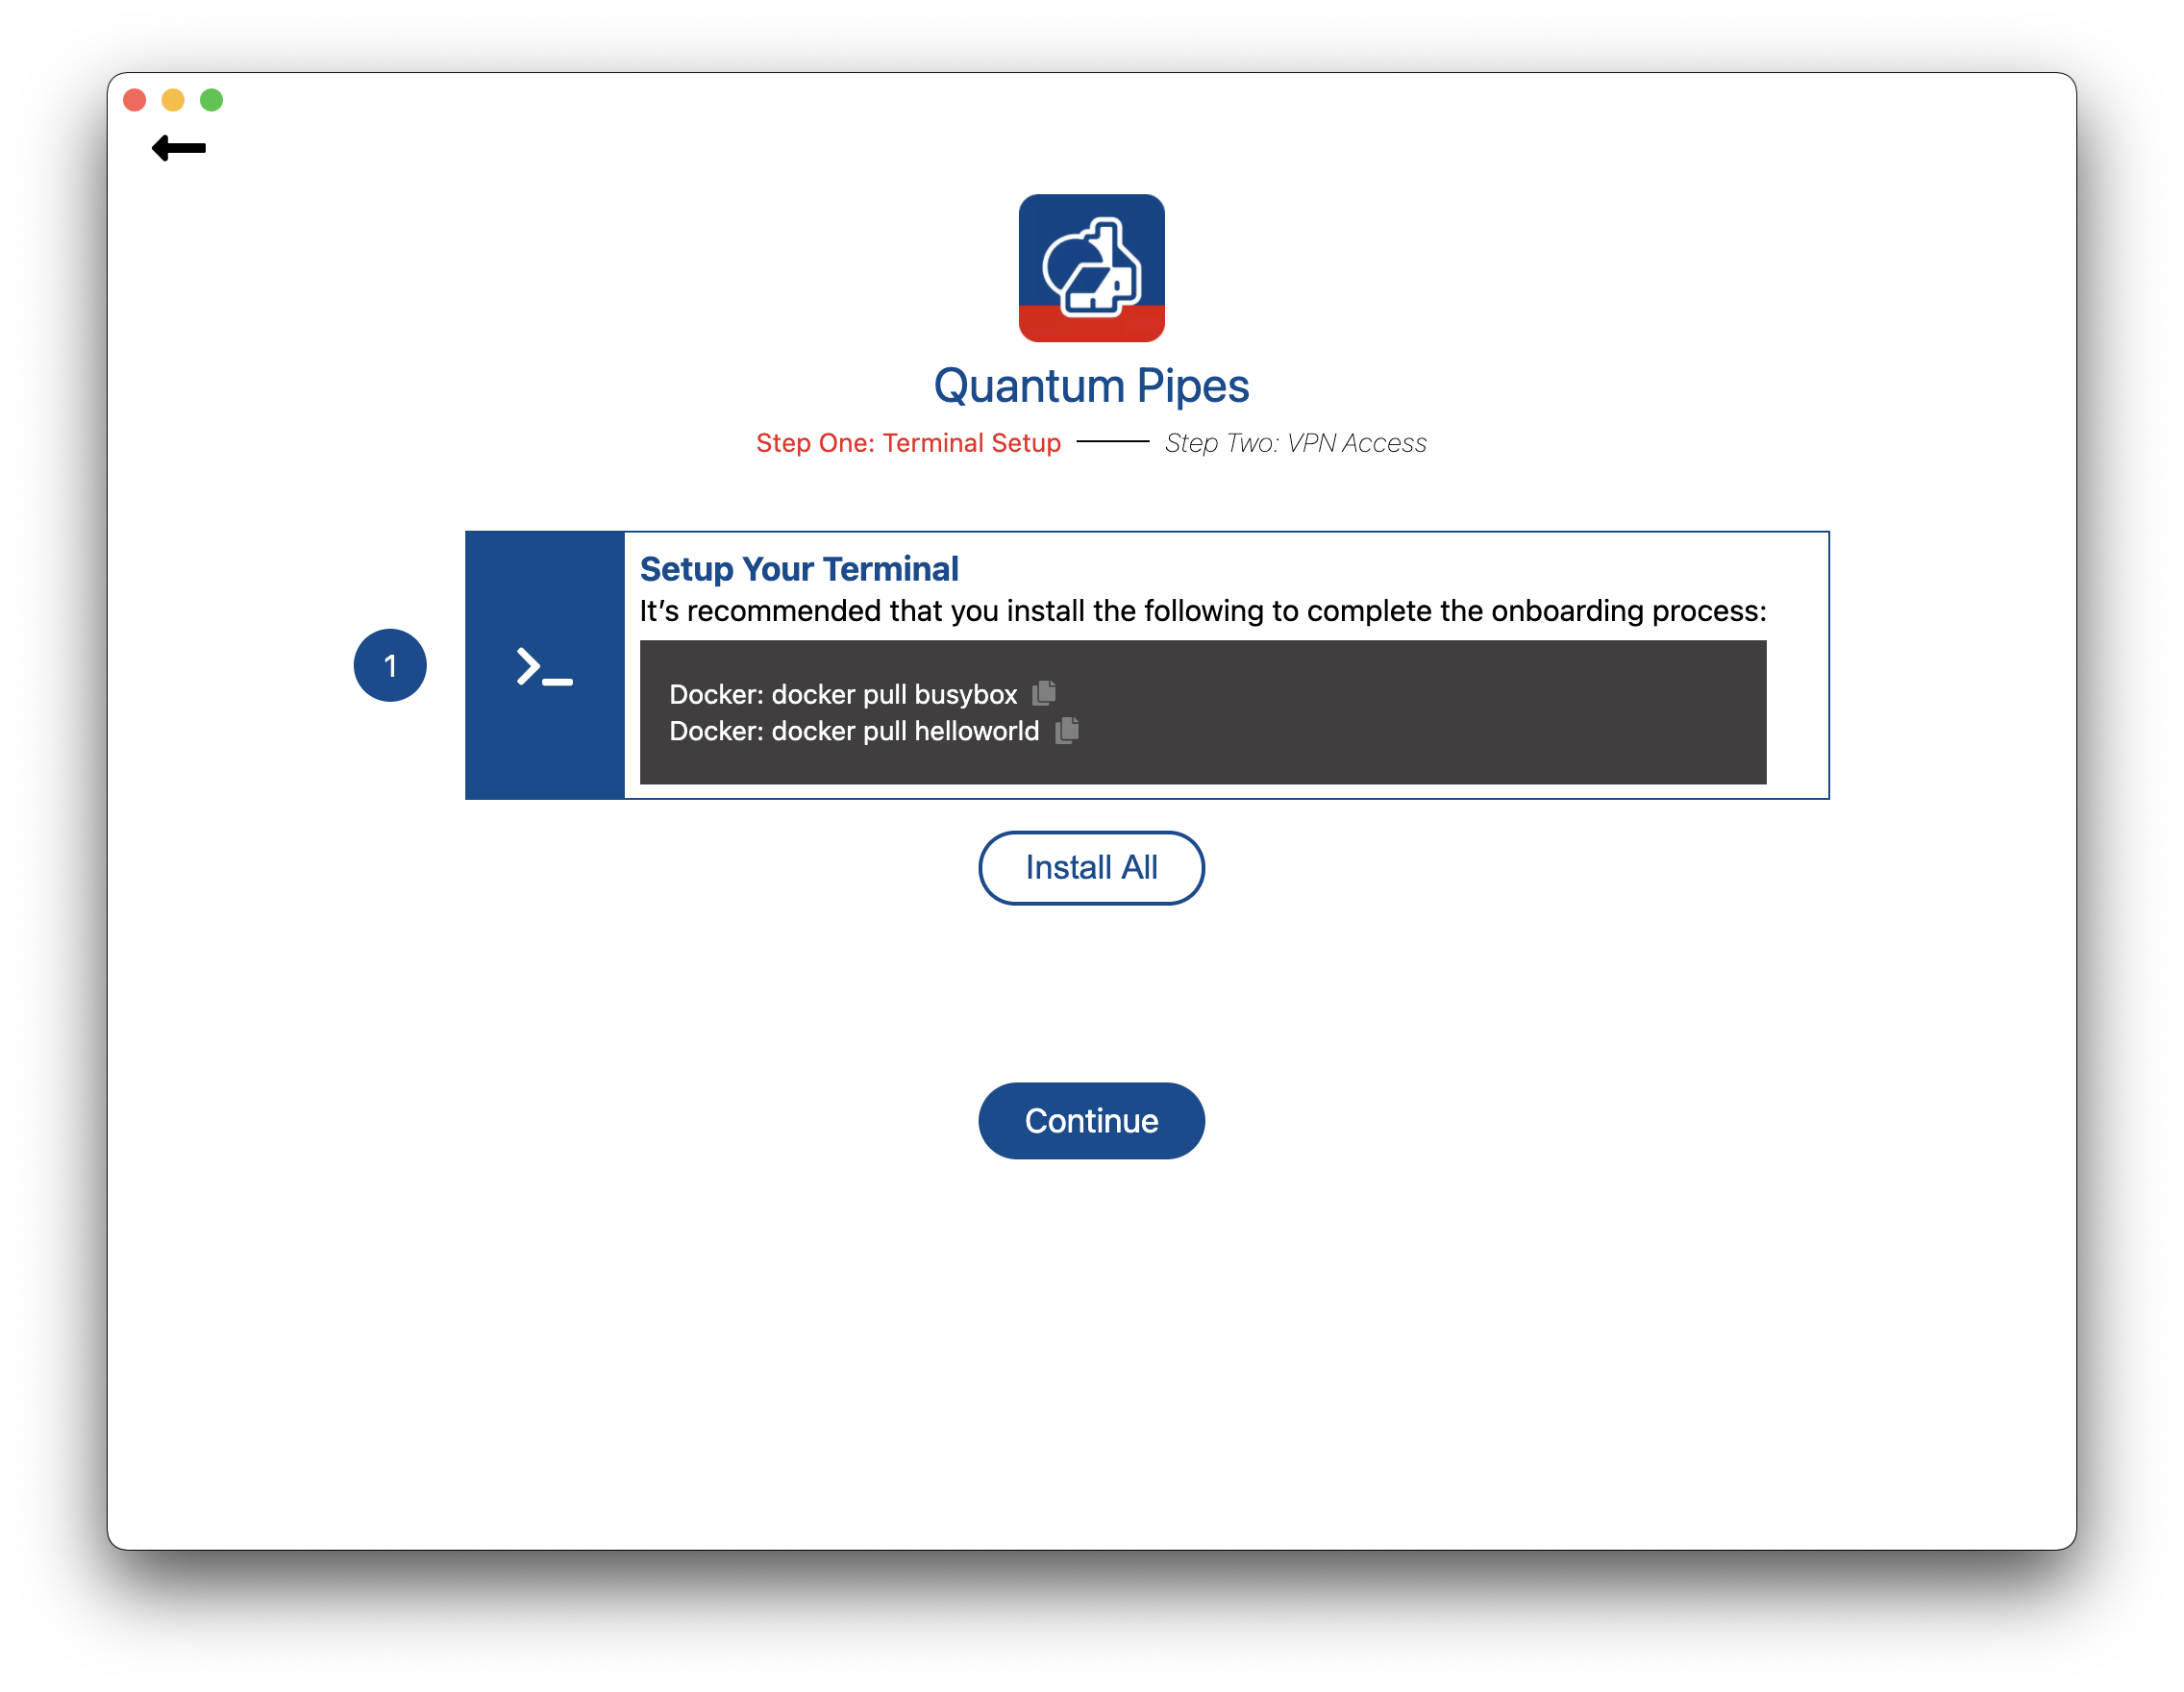 Quantum Pipes
Step One: Terminal Setup
Step Two: VPN Access
1
Setup Your Terminal
It’s recommended that you install the following to complete the onboarding process:
Docker: docker pull busybox
Docker: docker pull helloworld
Install All
Continue